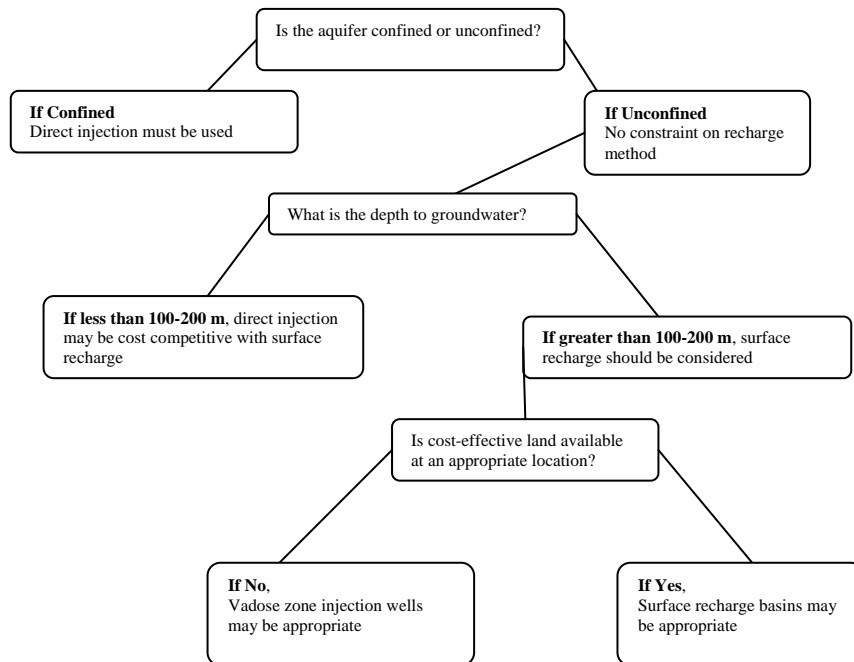 Is the aquifer confined or unconfined?
If Confined
Direct injection must be used
If Unconfined
No constraint on recharge
method
What is the depth to groundwater?
If less than 100-200 m, direct injection
may be cost competitive with surface
recharge
If greater than 100-200 m, surface
recharge should be considered
Is cost-effective land available
at an appropriate location?
If No,
Vadose zone injection wells
may be appropriate
If Yes,
Surface recharge basins may
be appropriate